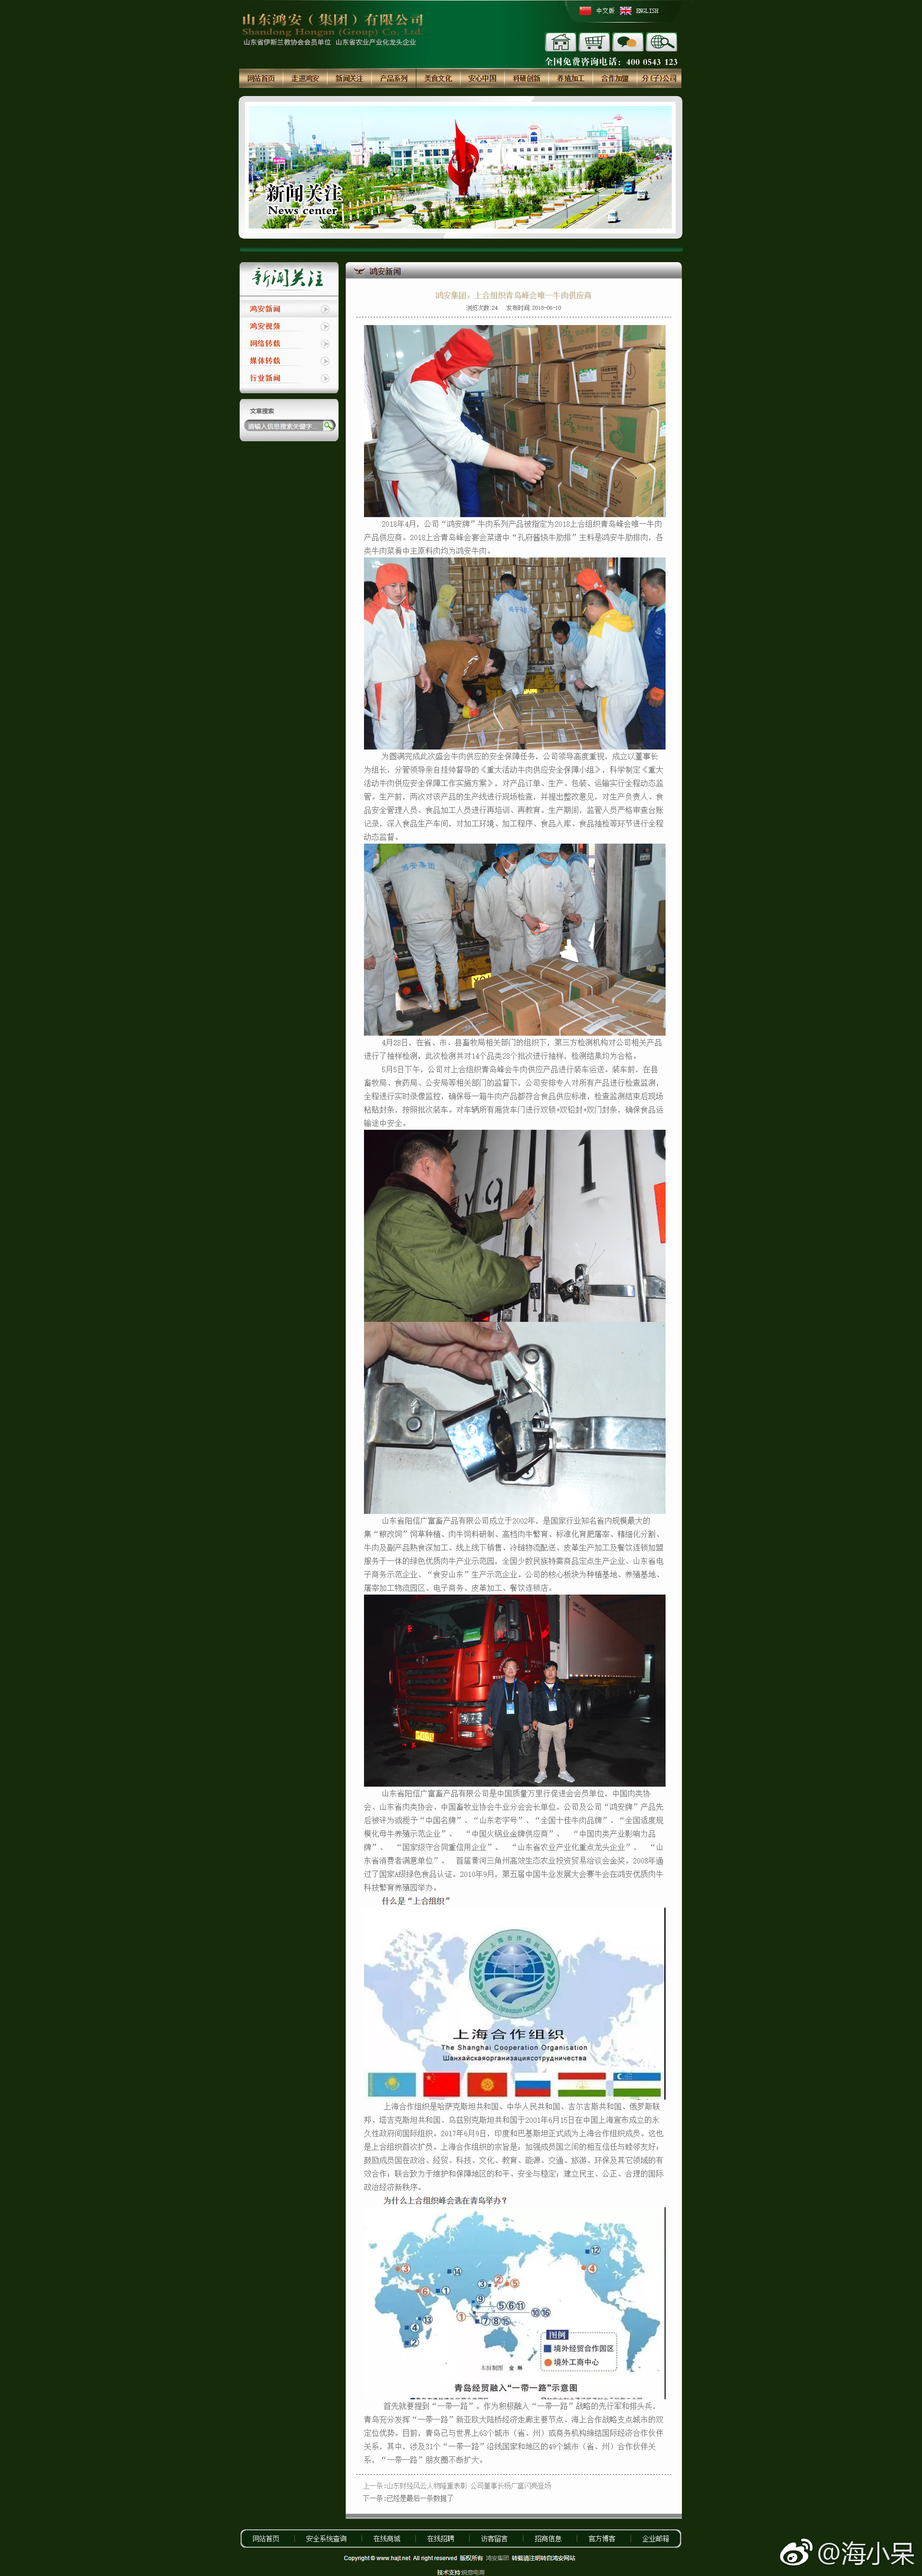 山东鸿安（集团）有限公司
Shandong Hongan (Group) Co. Ltd.
山东省伊斯兰教协会会员单位 山东省农业产业化龙头企业
中文版 ENGLISH
全国免费咨询电话：400 0543 123
网站首页 走进鸿安 新闻关注 产品系列 美食文化 安心中国 科研创新 养殖加工 合作加盟 分(子)公司
新闻关注
News center
新闻关注
鸿安新闻
鸿安视频
网络转载
媒体转载
行业新闻
文章搜索
请输入信息搜索关键字...
鸿安新闻
鸿安集团，上合组织青岛峰会唯一牛肉供应商
浏览次数:24 发布时间:2018-06-10
2018年4月，公司“鸿安牌”牛肉系列产品被指定为2018上合组织青岛峰会唯一牛肉
产品供应商。2018上合青岛峰会宴会菜谱中“孔府酱烧牛肋排”主料是鸿安牛肋排肉，各
类牛肉菜肴中主原料肉均为鸿安牛肉。
为圆满完成此次盛会牛肉供应的安全保障任务，公司领导高度重视，成立以董事长
为组长，分管领导亲自挂帅督导的《重大活动牛肉供应安全保障小组》，科学制定《重大
活动牛肉供应安全保障工作实施方案》，对产品订单、生产、包装、运输实行全程动态监
管。生产前，两次对该产品的生产线进行现场检查，并提出整改意见，对生产负责人、食
品安全管理人员、食品加工人员进行再培训、再教育。生产期间，监管人员严格审查台账
记录，深入食品生产车间，对加工环境、加工程序、食品入库、食品抽检等环节进行全程
动态监督。
鸿安集团
4月28日，在省、市、县畜牧局相关部门的组织下，第三方检测机构对公司相关产品
进行了抽样检测，此次检测共对14个品类28个批次进行抽样，检测结果均为合格。
5月5日下午，公司对上合组织青岛峰会牛肉供应产品进行装车运送。装车前，在县
畜牧局、食药局、公安局等相关部门的监督下，公司安排专人对所有产品进行检查监测，
全程进行实时录像监控，确保每一箱牛肉产品都符合食品供应标准，检查监测结束后现场
粘贴封条，按照批次装车。对车辆所有厢货车门进行双锁+双铅封+双门封条，确保食品运
输途中安全。
山东阳信广富畜产品有限公司成立于2002年，是国家行业知名省内规模最大的
集“粮改饲”饲草种植、肉牛饲料研制、高档肉牛繁育、标准化育肥屠宰、精细化分割、
牛肉及副产品熟食深加工、线上线下销售、冷链物流配送、皮革生产加工及餐饮连锁加盟
服务于一体的绿色优质肉牛产业示范园，全国少数民族特需商品定点生产企业、山东省电
子商务示范企业、“食安山东”生产示范企业。公司的核心板块为种植基地、养殖基地、
屠宰加工物流园区、电子商务、皮革加工、餐饮连锁店。
山东省阳信广富畜产品有限公司是中国质量万里行促进会会员单位，中国肉类协
会、山东省肉类协会、中国畜牧业协会牛业分会会长单位。公司及公司“鸿安牌”产品先
后被评为或授予“中国名牌”、“山东老字号”、“全国十佳牛肉品牌”、“全国适度规
模化母牛养殖示范企业”、 “中国火锅业金牌供应商”、 “中国肉类产业影响力品
牌”、 “国家级守合同重信用企业”、 “山东省农业产业化重点龙头企业”、 “山
东省消费者满意单位”、 首届黄河三角州高效生态农业投资贸易洽谈会金奖。2008年通
过了国家A级绿色食品认证。2010年9月，第五届中国牛业发展大会赛牛会在鸿安优质肉牛
科技繁育养殖园举办。
什么是“上合组织”
上海合作组织
The Shanghai Cooperation Organisation
Шанхайскаяорганизациясотрудничества
上海合作组织是哈萨克斯坦共和国、中华人民共和国、吉尔吉斯共和国、俄罗斯联
邦、塔吉克斯坦共和国、乌兹别克斯坦共和国于2001年6月15日在中国上海宣布成立的永
久性政府间国际组织。2017年6月9日，印度和巴基斯坦正式成为上海合作组织成员。这也
是上合组织首次扩员。上海合作组织的宗旨是：加强成员国之间的相互信任与睦邻友好；
鼓励成员国在政治、经贸、科技、文化、教育、能源、交通、旅游、环保及其它领域的有
效合作；联合致力于维护和保障地区的和平、安全与稳定；建立民主、公正、合理的国际
政治经济新秩序。
为什么上合组织峰会选在青岛举办？
图例
境外经贸合作园区
境外工商中心
本版制图 金琳
青岛经贸融入“一带一路”示意图
首先就要提到“一带一路”。作为积极融入“一带一路”战略的先行军和排头兵，
青岛充分发挥“一带一路”新亚欧大陆桥经济走廊主要节点、海上合作战略支点城市的双
定位优势。目前，青岛已与世界上63个城市（省、州）或商务机构缔结国际经济合作伙伴
关系，其中，涉及31个“一带一路”沿线国家和地区的49个城市（省、州）合作伙伴关
系，“一带一路”朋友圈不断扩大。
上一条:山东财经风云人物隆重表彰 公司董事长杨广富闪亮登场
下一条:已经是最后一条数据了
网站首页 安全系统查询 在线商城 在线招聘 访客留言 招商信息 官方博客 企业邮箱
Copyright © www.hajt.net All right reserved 版权所有 鸿安集团 转载请注明转自鸿安网站
@海小呆